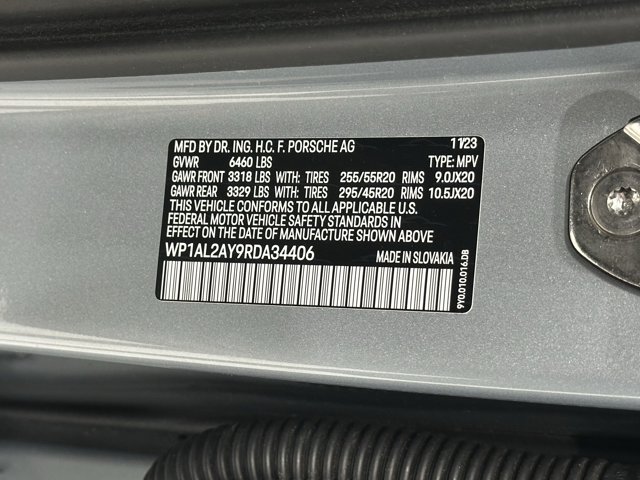 MFD BY DR. ING. H.C. F. PORSCHE AG 11/23
GVWR 6460 LBS TYPE: MPV
GAWR FRONT 3318 LBS WITH: TIRES 255/55R20 RIMS 9.0JX20
GAWR REAR 3329 LBS WITH: TIRES 295/45R20 RIMS 10.5JX20
THIS VEHICLE CONFORMS TO ALL APPLICABLE U.S.
FEDERAL MOTOR VEHICLE SAFETY STANDARDS IN
EFFECT ON THE DATE OF MANUFACTURE SHOWN ABOVE.
WP1AL2AY9RDA34406 MADE IN SLOVAKIA
9Y0.010.016.DB